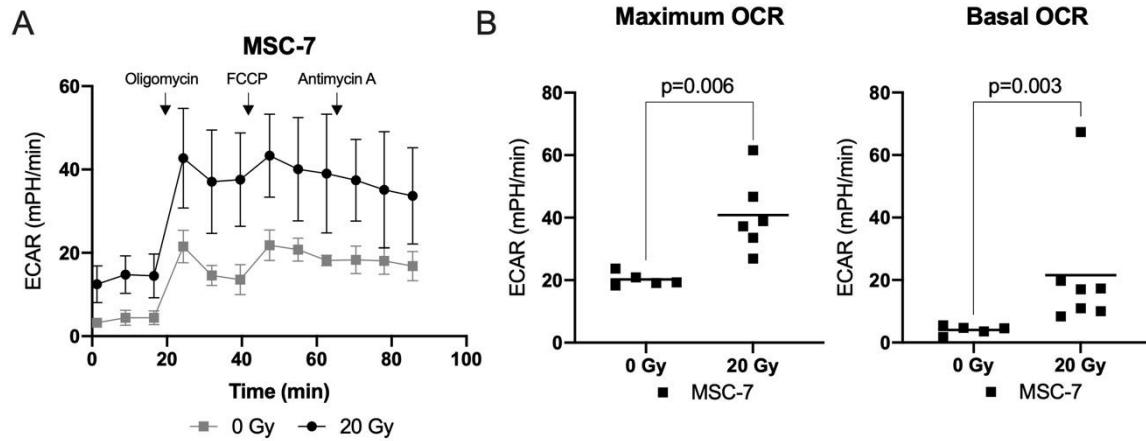 A
MSC-7
Oligomycin FCCP Antimycin A
ECAR (mPH/min)
60
40
20
0
0 20 40 60 80 100
Time (min)
0 Gy 20 Gy
B
Maximum OCR
p=0.006
ECAR (mPH/min)
80
60
40
20
0
0 Gy 20 Gy
MSC-7
Basal OCR
p=0.003
ECAR (mPH/min)
80
60
40
20
0
0 Gy 20 Gy
MSC-7